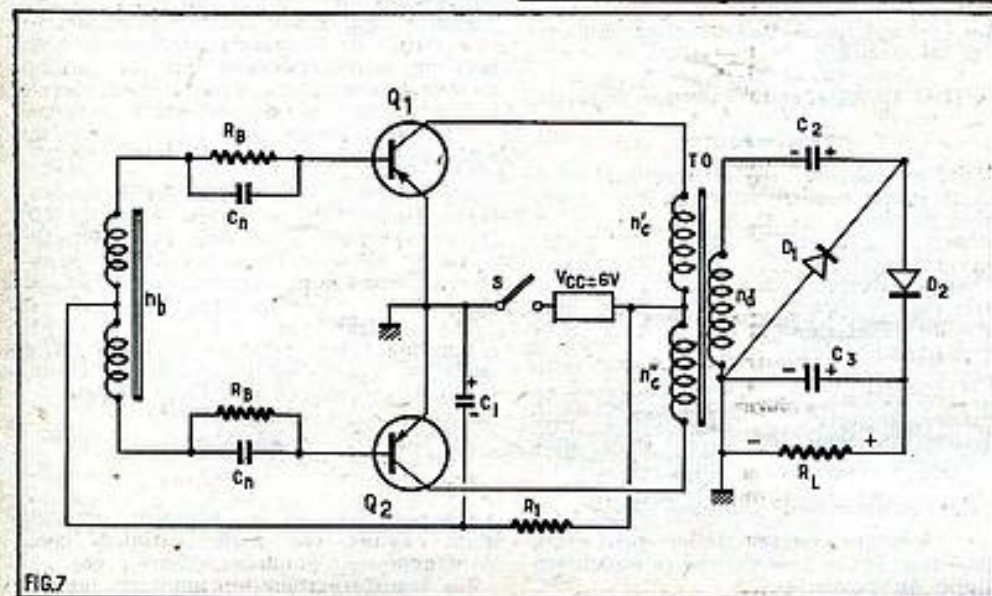 Q1
RB
Cn
C2
- +
TO
n'c
D1
D2
nb
S
VCC=6V
nd
n"c
C3
- +
RB
+
C1
-
Cn
- +
RL
Q2
R1
FIG.7